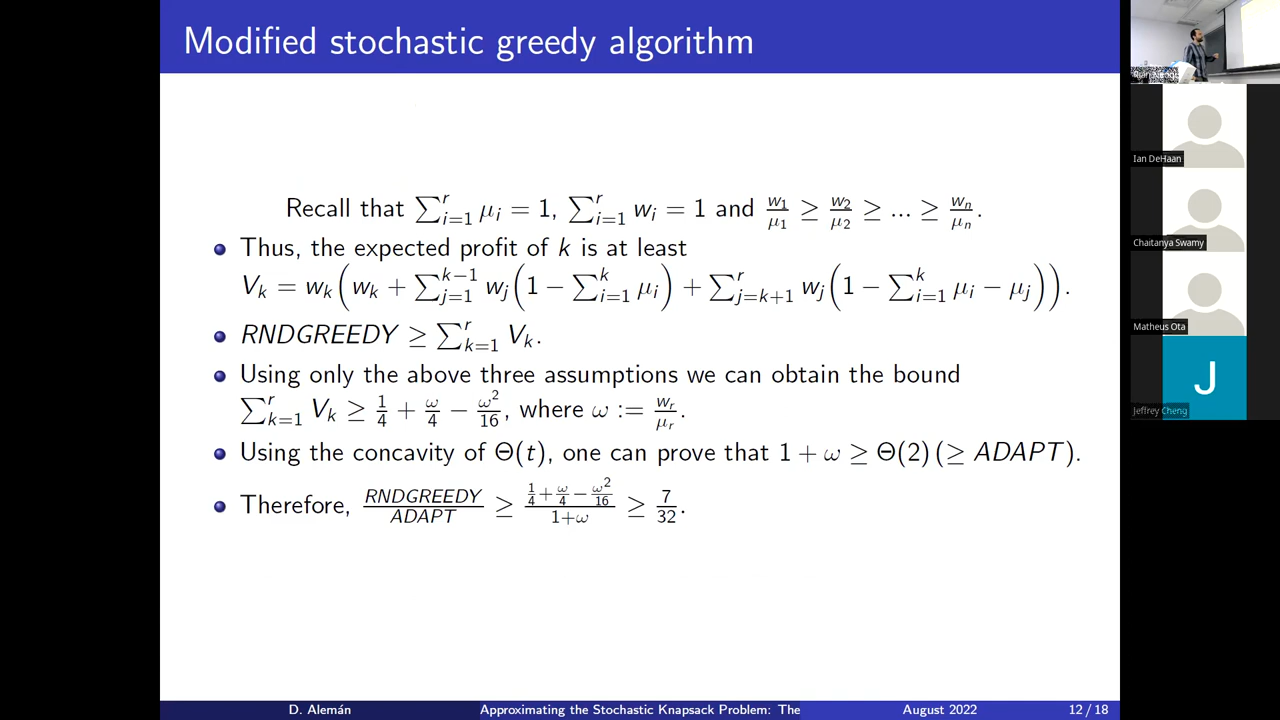 Modified stochastic greedy algorithm
Recall that ∑_{i=1}^{r} μ_i = 1, ∑_{i=1}^{r} w_i = 1 and w_1/μ_1 ≥ w_2/μ_2 ≥ ... ≥ w_n/μ_n.
Thus, the expected profit of k is at least
V_k = w_k(w_k + ∑_{j=1}^{k−1} w_j(1 − ∑_{i=1}^{k} μ_i) + ∑_{j=k+1}^{r} w_j(1 − ∑_{i=1}^{k} μ_i − μ_j)).
RNDGREEDY ≥ ∑_{k=1}^{r} V_k.
Using only the above three assumptions we can obtain the bound
∑_{k=1}^{r} V_k ≥ 1/4 + ω/4 − ω²/16, where ω := w_r/μ_r.
Using the concavity of Θ(t), one can prove that 1 + ω ≥ Θ(2) (≥ ADAPT).
Therefore, RNDGREEDY/ADAPT ≥ (1/4 + ω/4 − ω²/16)/(1+ω) ≥ 7/32.
D. Alemán
Approximating the Stochastic Knapsack Problem: The
August 2022
12 / 18
Ian DeHaan
Chaitanya Swamy
Matheus Ota
J
Jeffrey Cheng